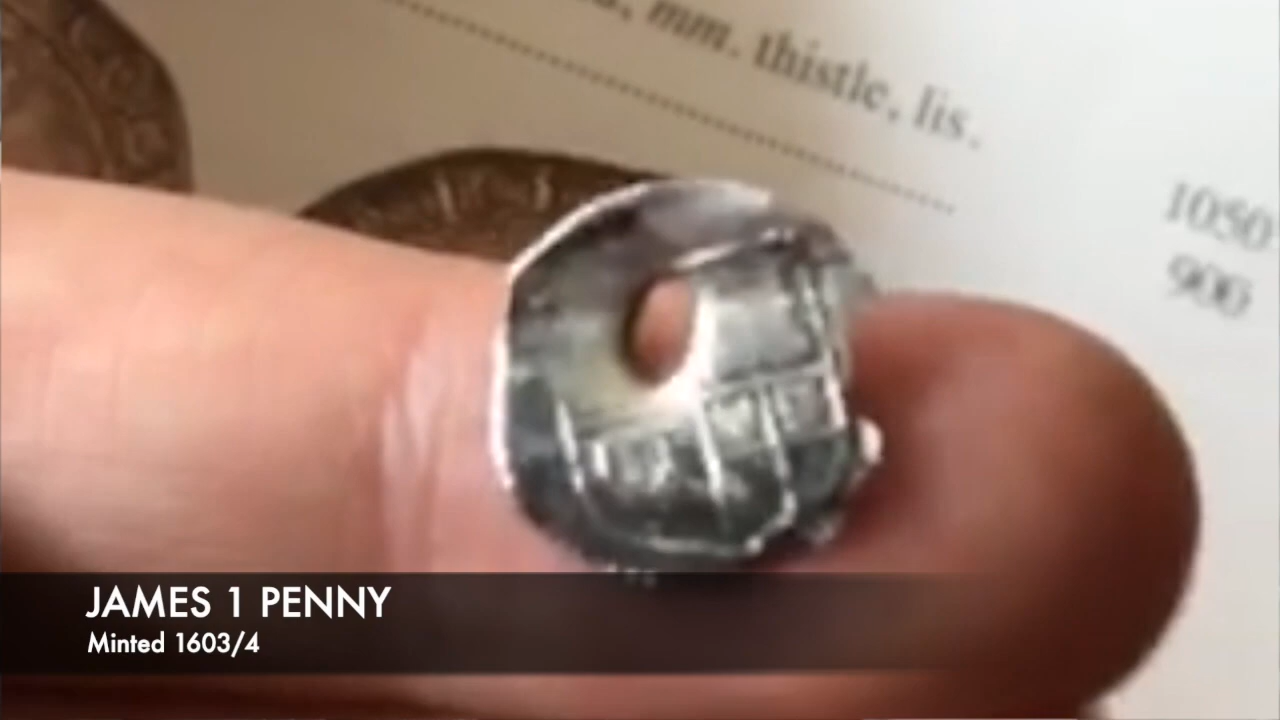 mm. thistle, lis.
1050
900
JAMES 1 PENNY
Minted 1603/4